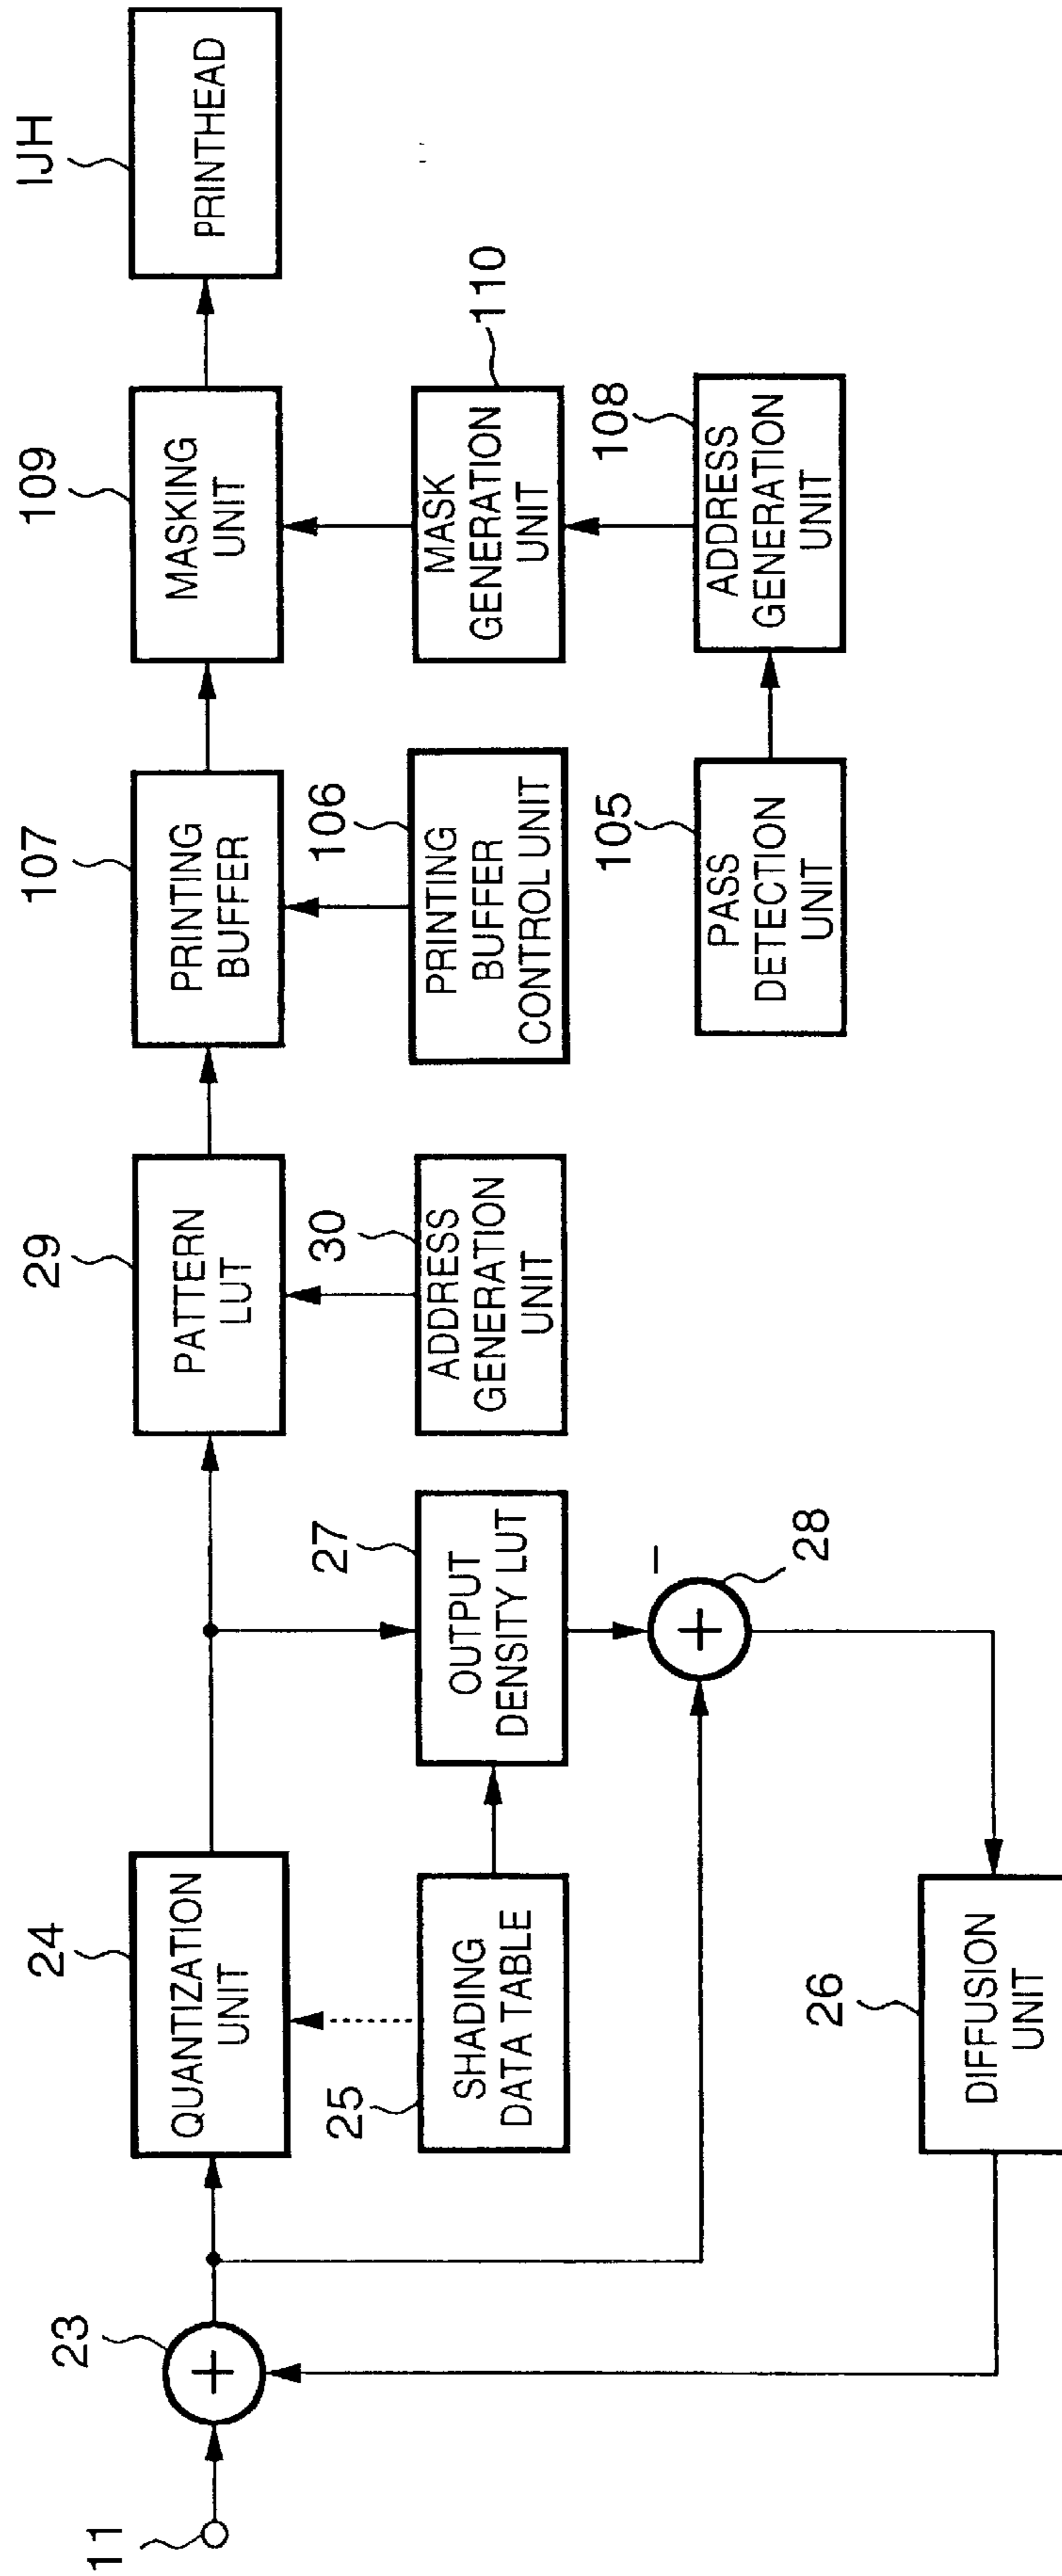 11
23
24
QUANTIZATION
UNIT
25
SHADING
DATA TABLE
27
OUTPUT
DENSITY LUT
+
+
−
28
26
DIFFUSION
UNIT
29
PATTERN
LUT
30
ADDRESS
GENERATION
UNIT
107
PRINTING
BUFFER
106
PRINTING
BUFFER
CONTROL UNIT
109
MASKING
UNIT
110
MASK
GENERATION
UNIT
108
ADDRESS
GENERATION
UNIT
105
PASS
DETECTION
UNIT
IJH
PRINTHEAD